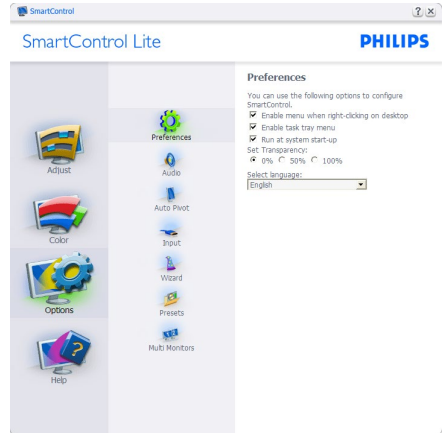 SmartControl
SmartControl Lite
PHILIPS
Adjust
Color
Options
Help
Preferences
Audio
Auto Pivot
Input
Wizard
Presets
Multi Monitors
Preferences
You can use the following options to configure
SmartControl.
Enable menu when right-clicking on desktop
Enable task tray menu
Run at system start-up
Set Transparency:
0% 50% 100%
Select language:
English